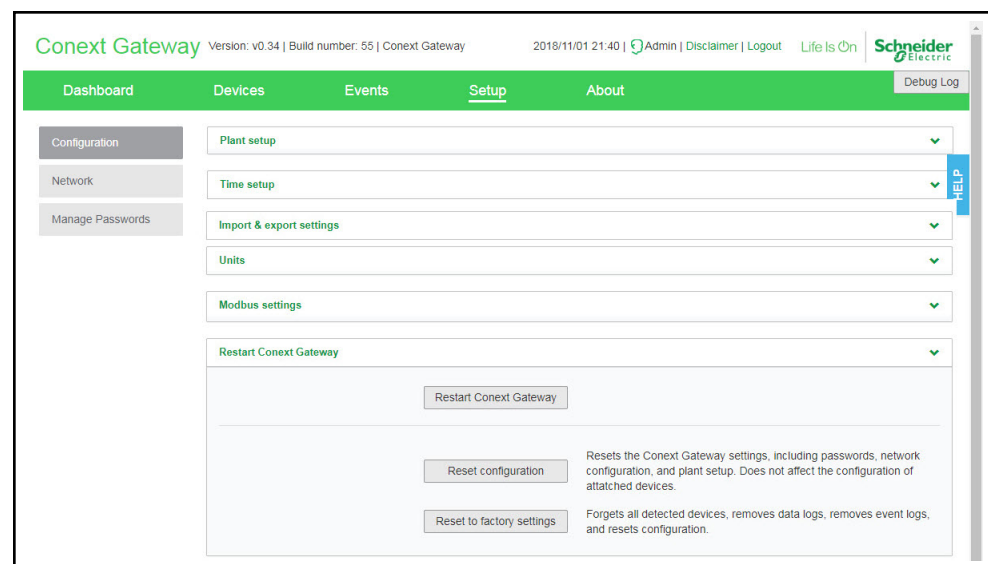 Conext Gateway Version: v0.34 | Build number: 55 | Conext Gateway 2018/11/01 21:40 | Admin | Disclaimer | Logout Life Is On Schneider Electric
Dashboard Devices Events Setup About Debug Log
Configuration
Network
Manage Passwords
Plant setup
Time setup
HELP
Import & export settings
Units
Modbus settings
Restart Conext Gateway
Restart Conext Gateway
Reset configuration
Resets the Conext Gateway settings, including passwords, network
configuration, and plant setup. Does not affect the configuration of
attatched devices.
Reset to factory settings
Forgets all detected devices, removes data logs, removes event logs,
and resets configuration.